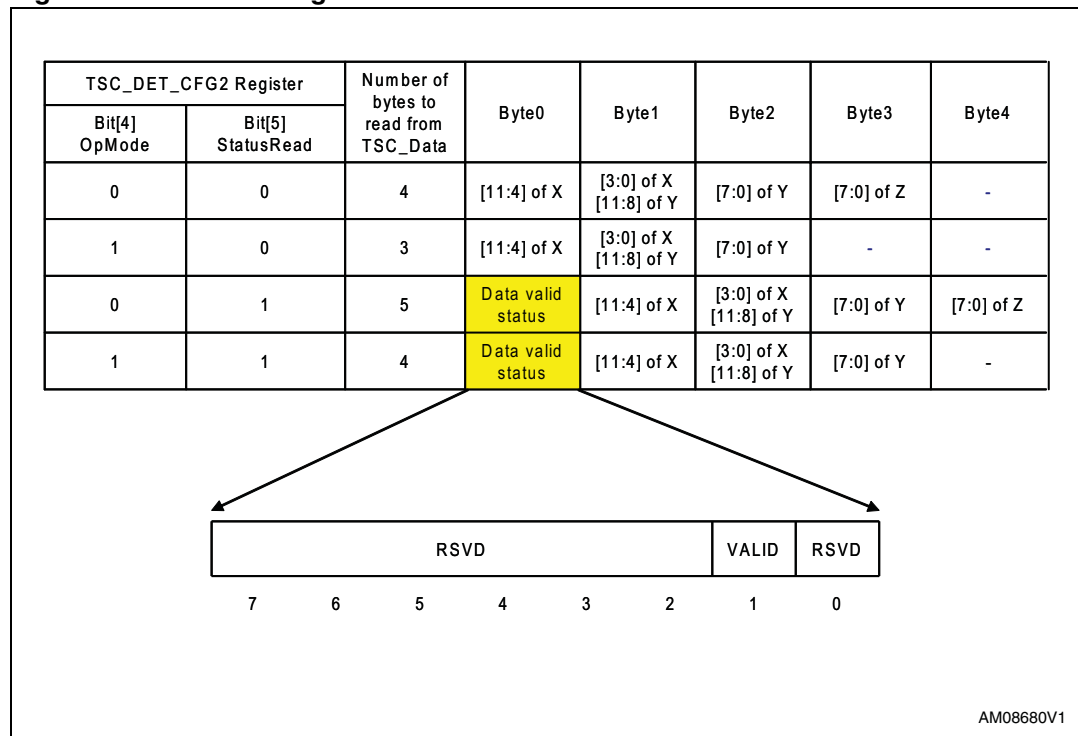 TSC_DET_CFG2 Register
Number of
bytes to
read from
TSC_Data
Byte0
Byte1
Byte2
Byte3
Byte4
Bit[4]
OpMode
Bit[5]
StatusRead
0
0
4
[11:4] of X
[3:0] of X
[11:8] of Y
[7:0] of Y
[7:0] of Z
-
1
0
3
[11:4] of X
[3:0] of X
[11:8] of Y
[7:0] of Y
-
-
0
1
5
Data valid
status
[11:4] of X
[3:0] of X
[11:8] of Y
[7:0] of Y
[7:0] of Z
1
1
4
Data valid
status
[11:4] of X
[3:0] of X
[11:8] of Y
[7:0] of Y
-
RSVD
VALID
RSVD
7 6 5 4 3 2 1 0
AM08680V1